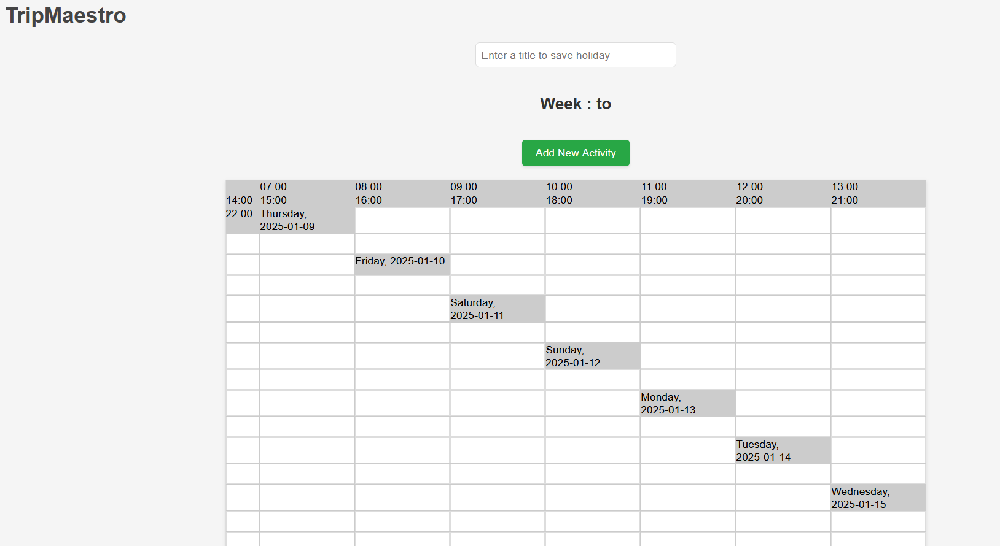 TripMaestro
Enter a title to save holiday
Week : to
Add New Activity
07:00 08:00 09:00 10:00 11:00 12:00 13:00
14:00 15:00 16:00 17:00 18:00 19:00 20:00 21:00
22:00 Thursday,
2025-01-09
Friday, 2025-01-10
Saturday,
2025-01-11
Sunday,
2025-01-12
Monday,
2025-01-13
Tuesday,
2025-01-14
Wednesday,
2025-01-15